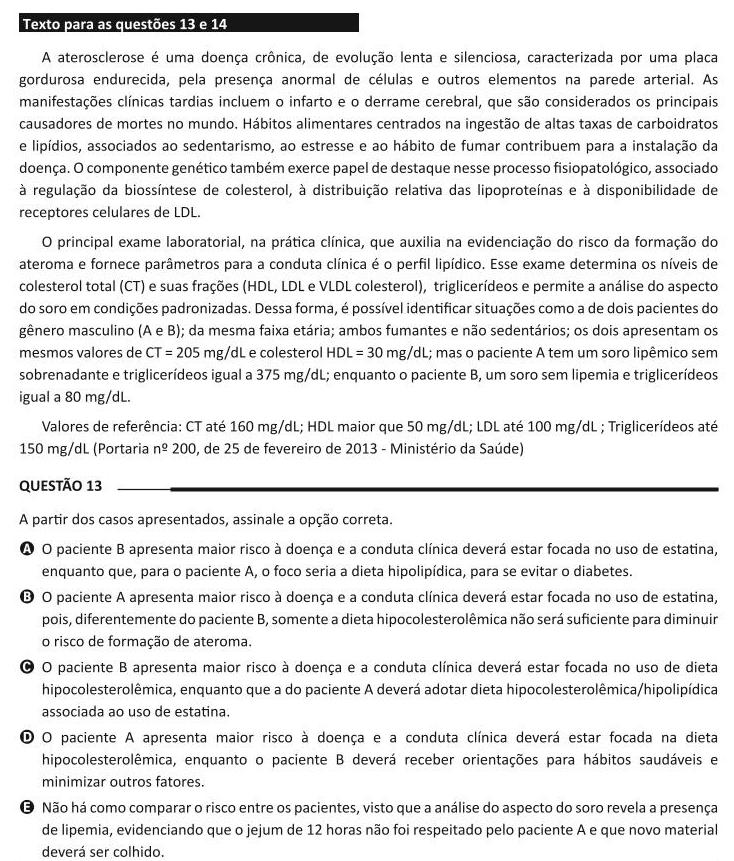 Texto para as questões 13 e 14
A aterosclerose é uma doença crônica, de evolução lenta e silenciosa, caracterizada por uma placa
gordurosa endurecida, pela presença anormal de células e outros elementos na parede arterial. As
manifestações clínicas tardias incluem o infarto e o derrame cerebral, que são considerados os principais
causadores de mortes no mundo. Hábitos alimentares centrados na ingestão de altas taxas de carboidratos
e lipídios, associados ao sedentarismo, ao estresse e ao hábito de fumar contribuem para a instalação da
doença. O componente genético também exerce papel de destaque nesse processo fisiopatológico, associado
à regulação da biossíntese de colesterol, à distribuição relativa das lipoproteínas e à disponibilidade de
receptores celulares de LDL.
O principal exame laboratorial, na prática clínica, que auxilia na evidenciação do risco da formação do
ateroma e fornece parâmetros para a conduta clínica é o perfil lipídico. Esse exame determina os níveis de
colesterol total (CT) e suas frações (HDL, LDL e VLDL colesterol), triglicerídeos e permite a análise do aspecto
do soro em condições padronizadas. Dessa forma, é possível identificar situações como a de dois pacientes do
gênero masculino (A e B); da mesma faixa etária; ambos fumantes e não sedentários; os dois apresentam os
mesmos valores de CT = 205 mg/dL e colesterol HDL = 30 mg/dL; mas o paciente A tem um soro lipêmico sem
sobrenadante e triglicerídeos igual a 375 mg/dL; enquanto o paciente B, um soro sem lipemia e triglicerídeos
igual a 80 mg/dL.
Valores de referência: CT até 160 mg/dL; HDL maior que 50 mg/dL; LDL até 100 mg/dL ; Triglicerídeos até
150 mg/dL (Portaria nº 200, de 25 de fevereiro de 2013 - Ministério da Saúde)
QUESTÃO 13
A partir dos casos apresentados, assinale a opção correta.
A O paciente B apresenta maior risco à doença e a conduta clínica deverá estar focada no uso de estatina,
enquanto que, para o paciente A, o foco seria a dieta hipolipídica, para se evitar o diabetes.
B O paciente A apresenta maior risco à doença e a conduta clínica deverá estar focada no uso de estatina,
pois, diferentemente do paciente B, somente a dieta hipocolesterolêmica não será suficiente para diminuir
o risco de formação de ateroma.
C O paciente B apresenta maior risco à doença e a conduta clínica deverá estar focada no uso de dieta
hipocolesterolêmica, enquanto que a do paciente A deverá adotar dieta hipocolesterolêmica/hipolipídica
associada ao uso de estatina.
D O paciente A apresenta maior risco à doença e a conduta clínica deverá estar focada na dieta
hipocolesterolêmica, enquanto o paciente B deverá receber orientações para hábitos saudáveis e
minimizar outros fatores.
E Não há como comparar o risco entre os pacientes, visto que a análise do aspecto do soro revela a presença
de lipemia, evidenciando que o jejum de 12 horas não foi respeitado pelo paciente A e que novo material
deverá ser colhido.